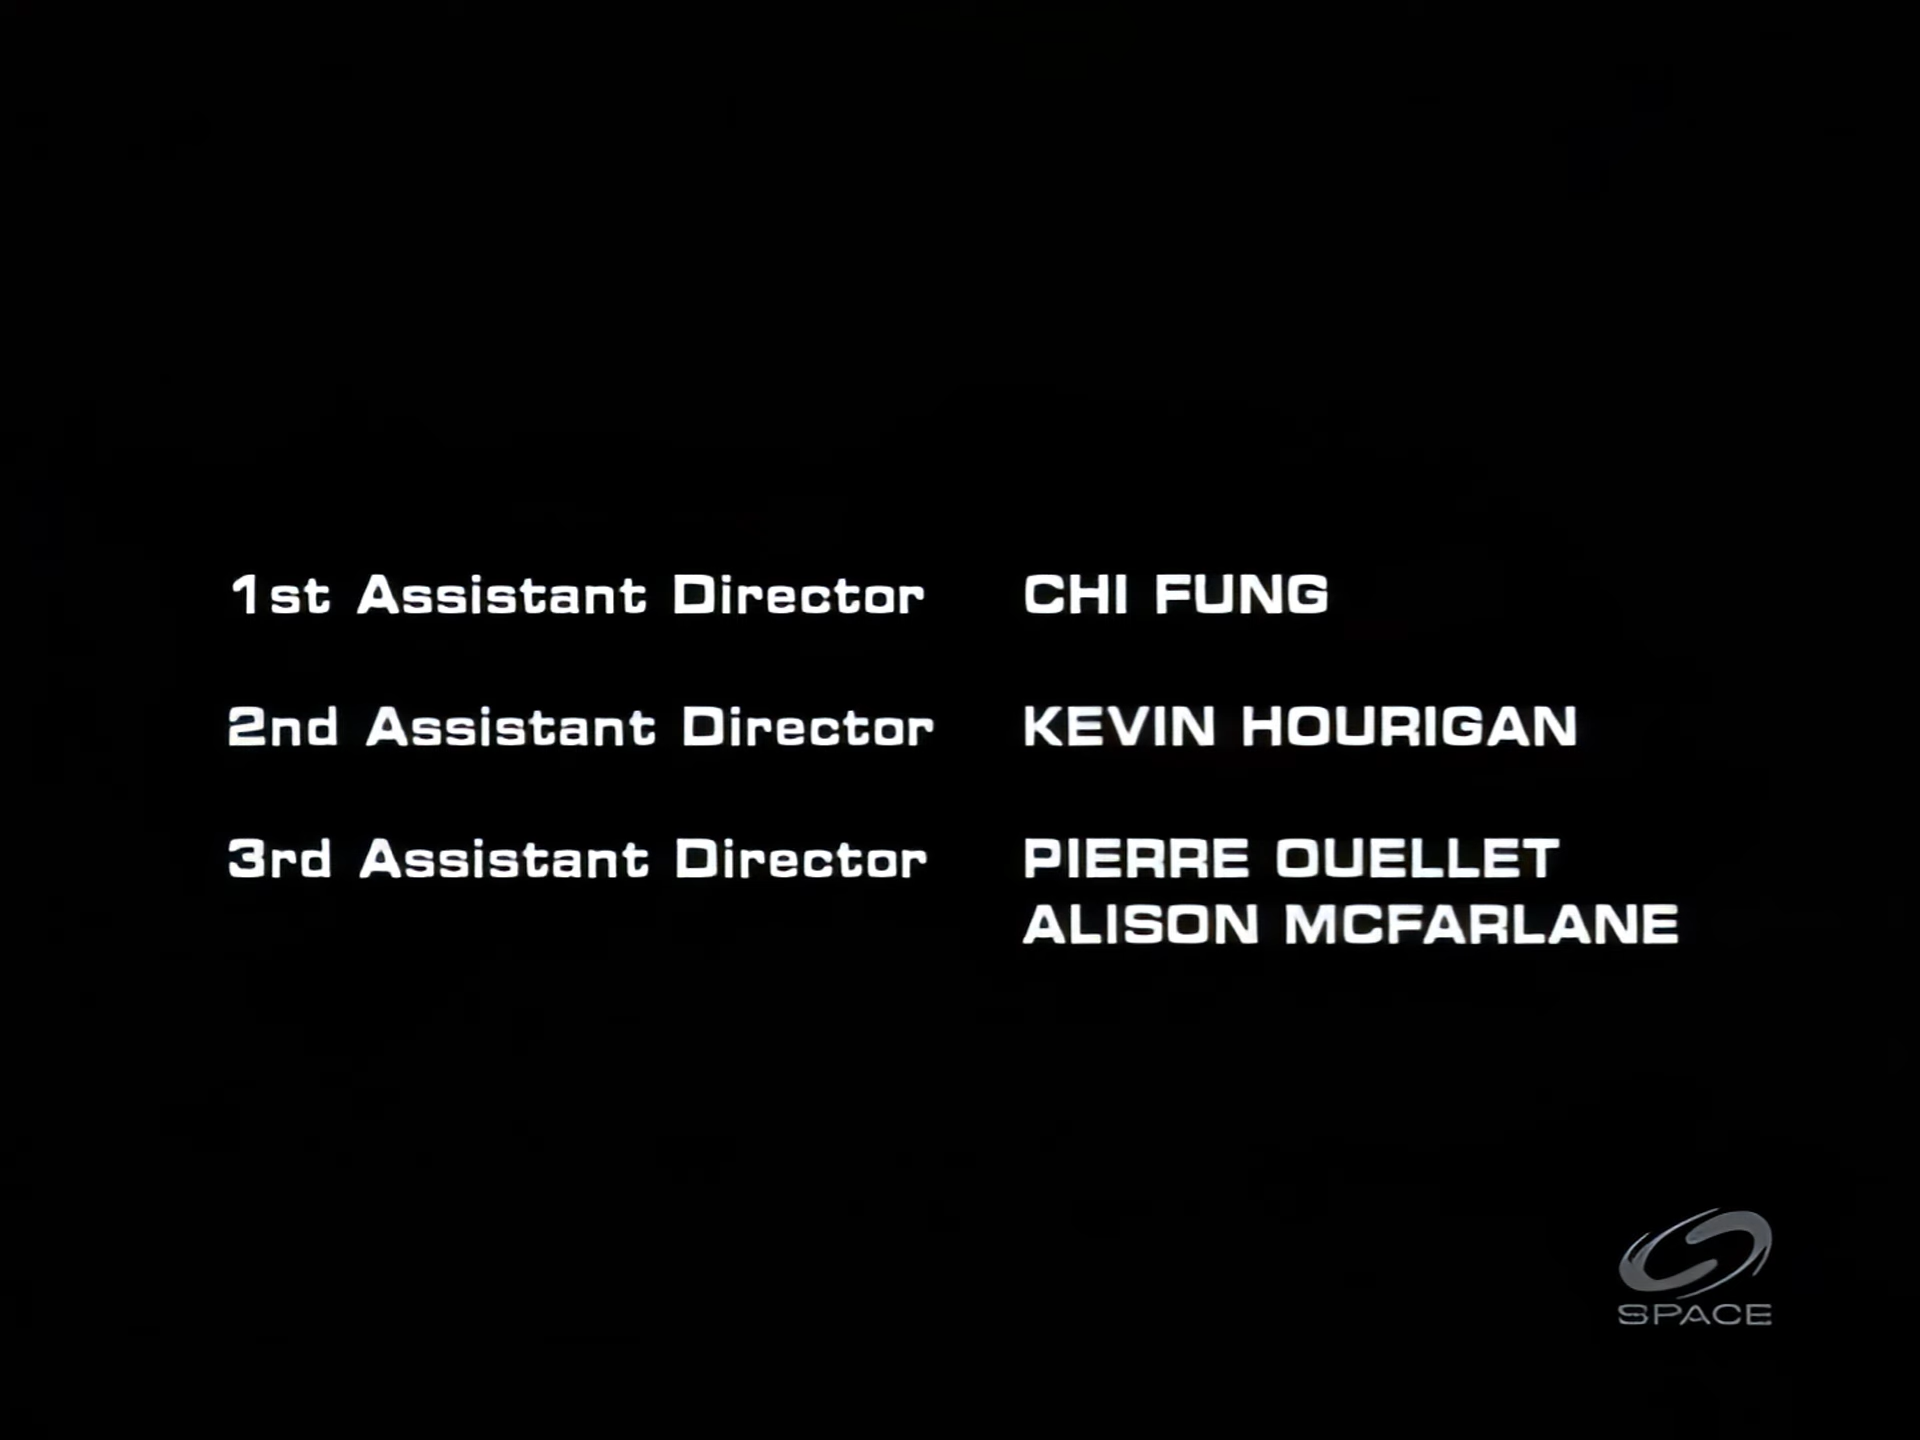 1st Assistant Director CHI FUNG
2nd Assistant Director KEVIN HOURIGAN
3rd Assistant Director PIERRE OUELLET
ALISON MCFARLANE
SPACE